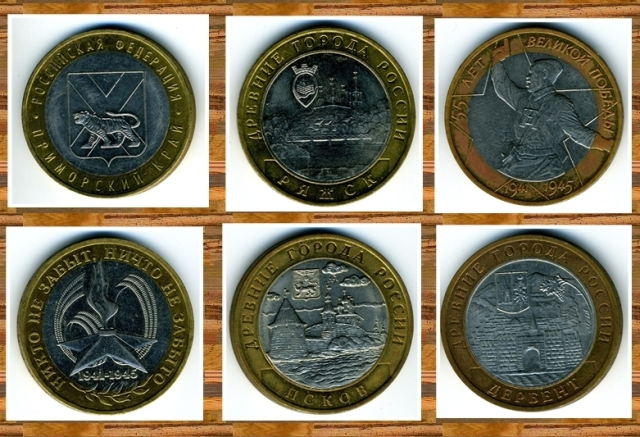 РОССИЙСКАЯ ФЕДЕРАЦИЯ
ПРИМОРСКИЙ КРАЙ
ДРЕВНИЕ ГОРОДА РОССИИ
РЯЖСК
55 ЛЕТ ВЕЛИКОЙ ПОБЕДЫ
1941-1945
НИКТО НЕ ЗАБЫТ, НИЧТО НЕ ЗАБЫТО
1941-1945
ДРЕВНИЕ ГОРОДА РОССИИ
ПСКОВ
ДРЕВНИЕ ГОРОДА РОССИИ
ДЕРБЕНТ